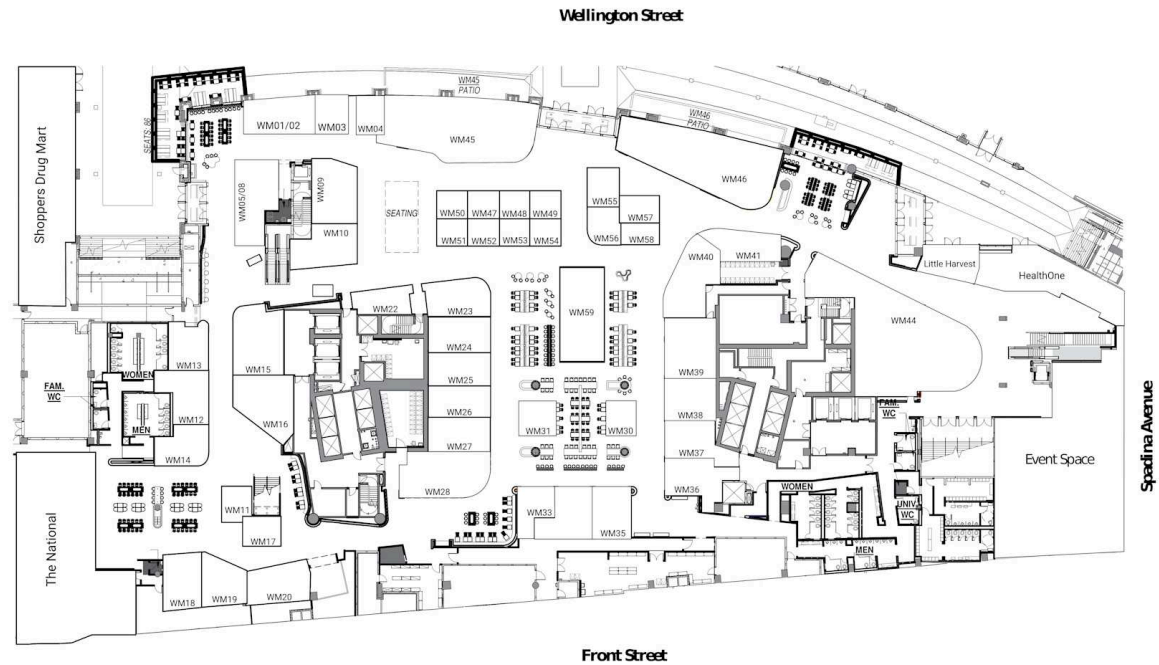 Wellington Street
WM45
PATIO
WM46
PATIO
SEATS: 86
WM01/02
WM03
WM04
WM45
Shoppers Drug Mart
WM05/08
WM09
WM10
SEATING
WM50
WM47
WM48
WM49
WM51
WM52
WM53
WM54
WM55
WM57
WM56
WM58
WM46
WM40
WM41
Little Harvest
HealthOne
WM22
WM23
WM59
WM44
WM24
WM15
WM13
WOMEN
FAM.
WC
WM25
WM39
WM26
WM12
MEN
WM16
WM31
WM30
WM38
FAM.
WC
WM27
WM14
WM37
Event Space
Spadina Avenue
WM28
WM36
WOMEN
WM11
WM33
UNIV.
WC
WM17
WM35
MEN
The National
WM18
WM19
WM20
Front Street